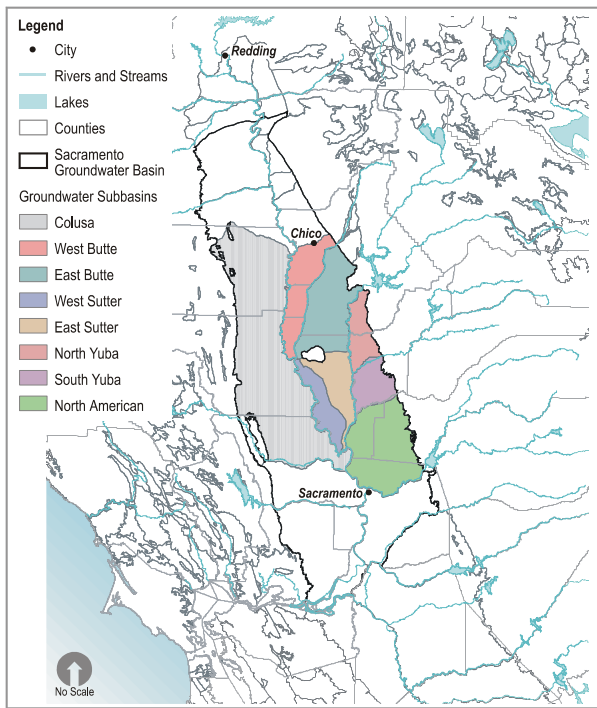 Legend
City
Rivers and Streams
Lakes
Counties
Sacramento
Groundwater Basin
Groundwater Subbasins
Colusa
West Butte
East Butte
West Sutter
East Sutter
North Yuba
South Yuba
North American
Redding
Chico
Sacramento
No Scale